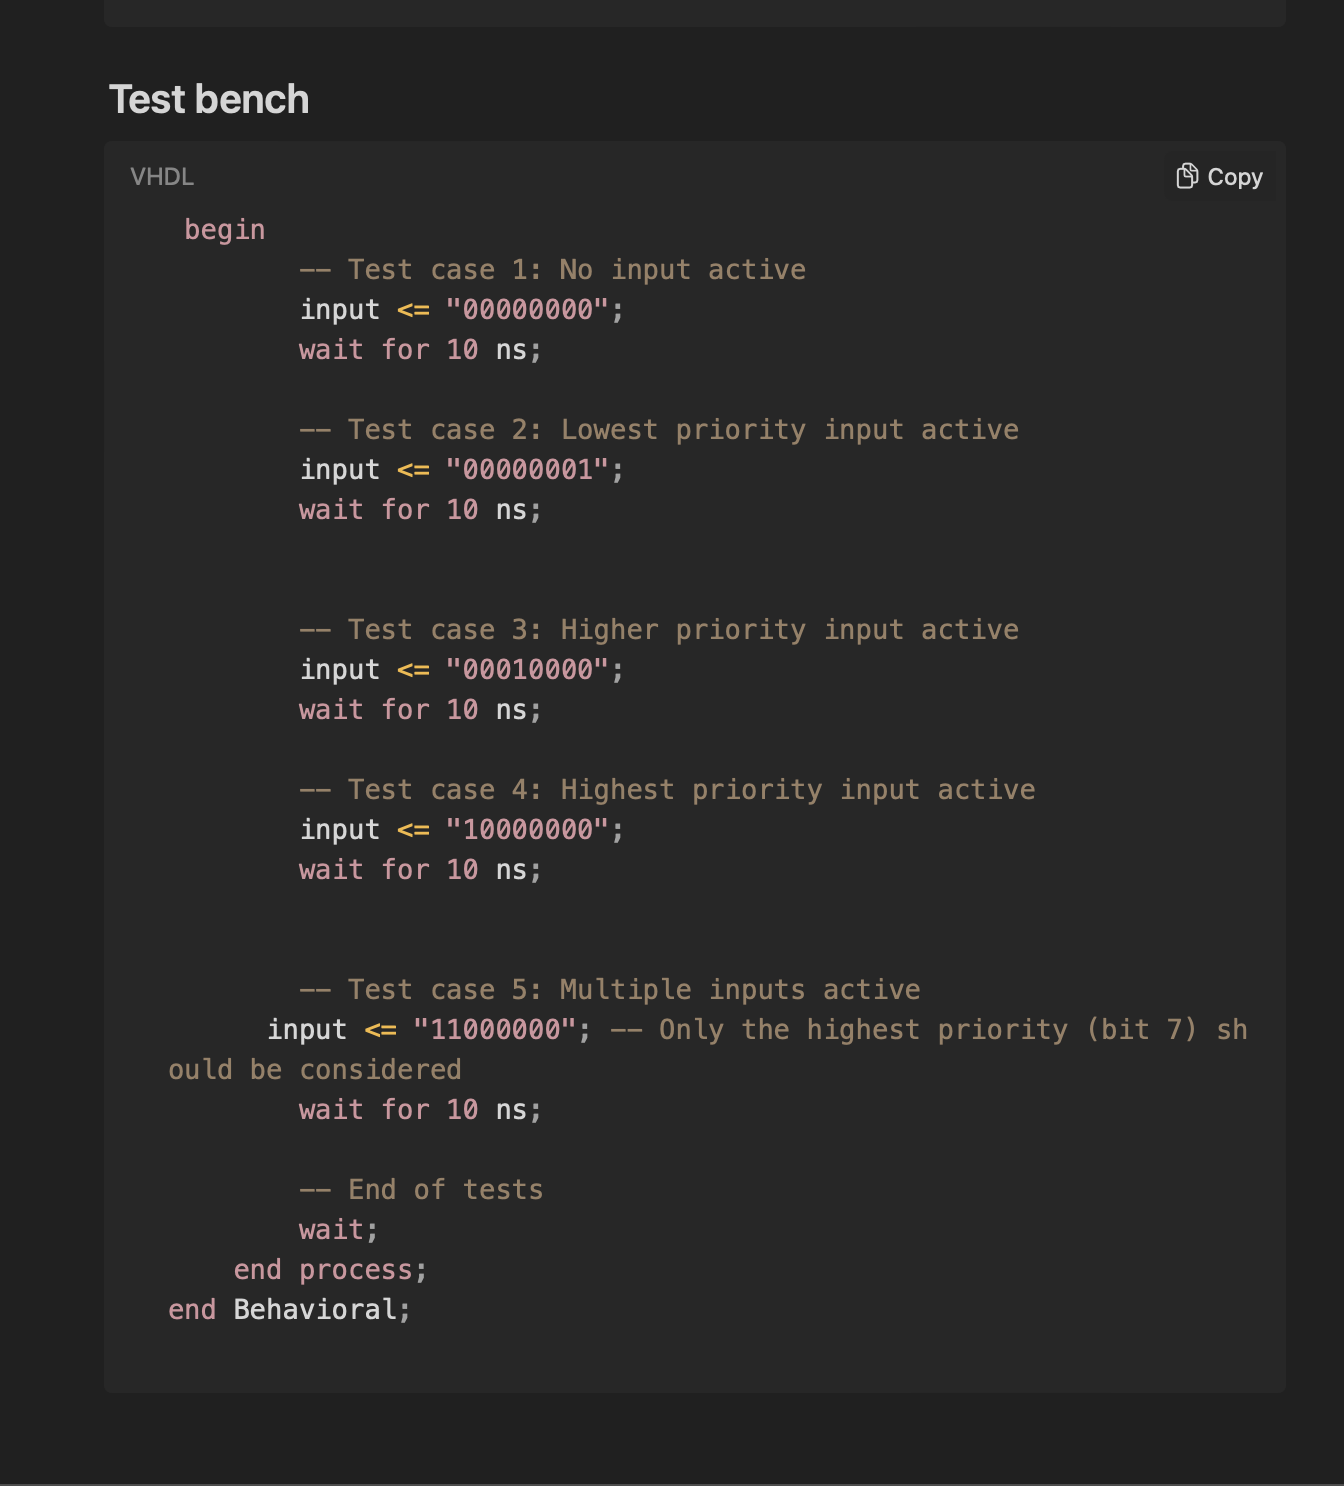 Test bench
VHDL
Copy
begin
-- Test case 1: No input active
input <= "00000000";
wait for 10 ns;
-- Test case 2: Lowest priority input active
input <= "00000001";
wait for 10 ns;
-- Test case 3: Higher priority input active
input <= "00010000";
wait for 10 ns;
-- Test case 4: Highest priority input active
input <= "10000000";
wait for 10 ns;
-- Test case 5: Multiple inputs active
input <= "11000000"; -- Only the highest priority (bit 7) sh
ould be considered
wait for 10 ns;
-- End of tests
wait;
end process;
end Behavioral;